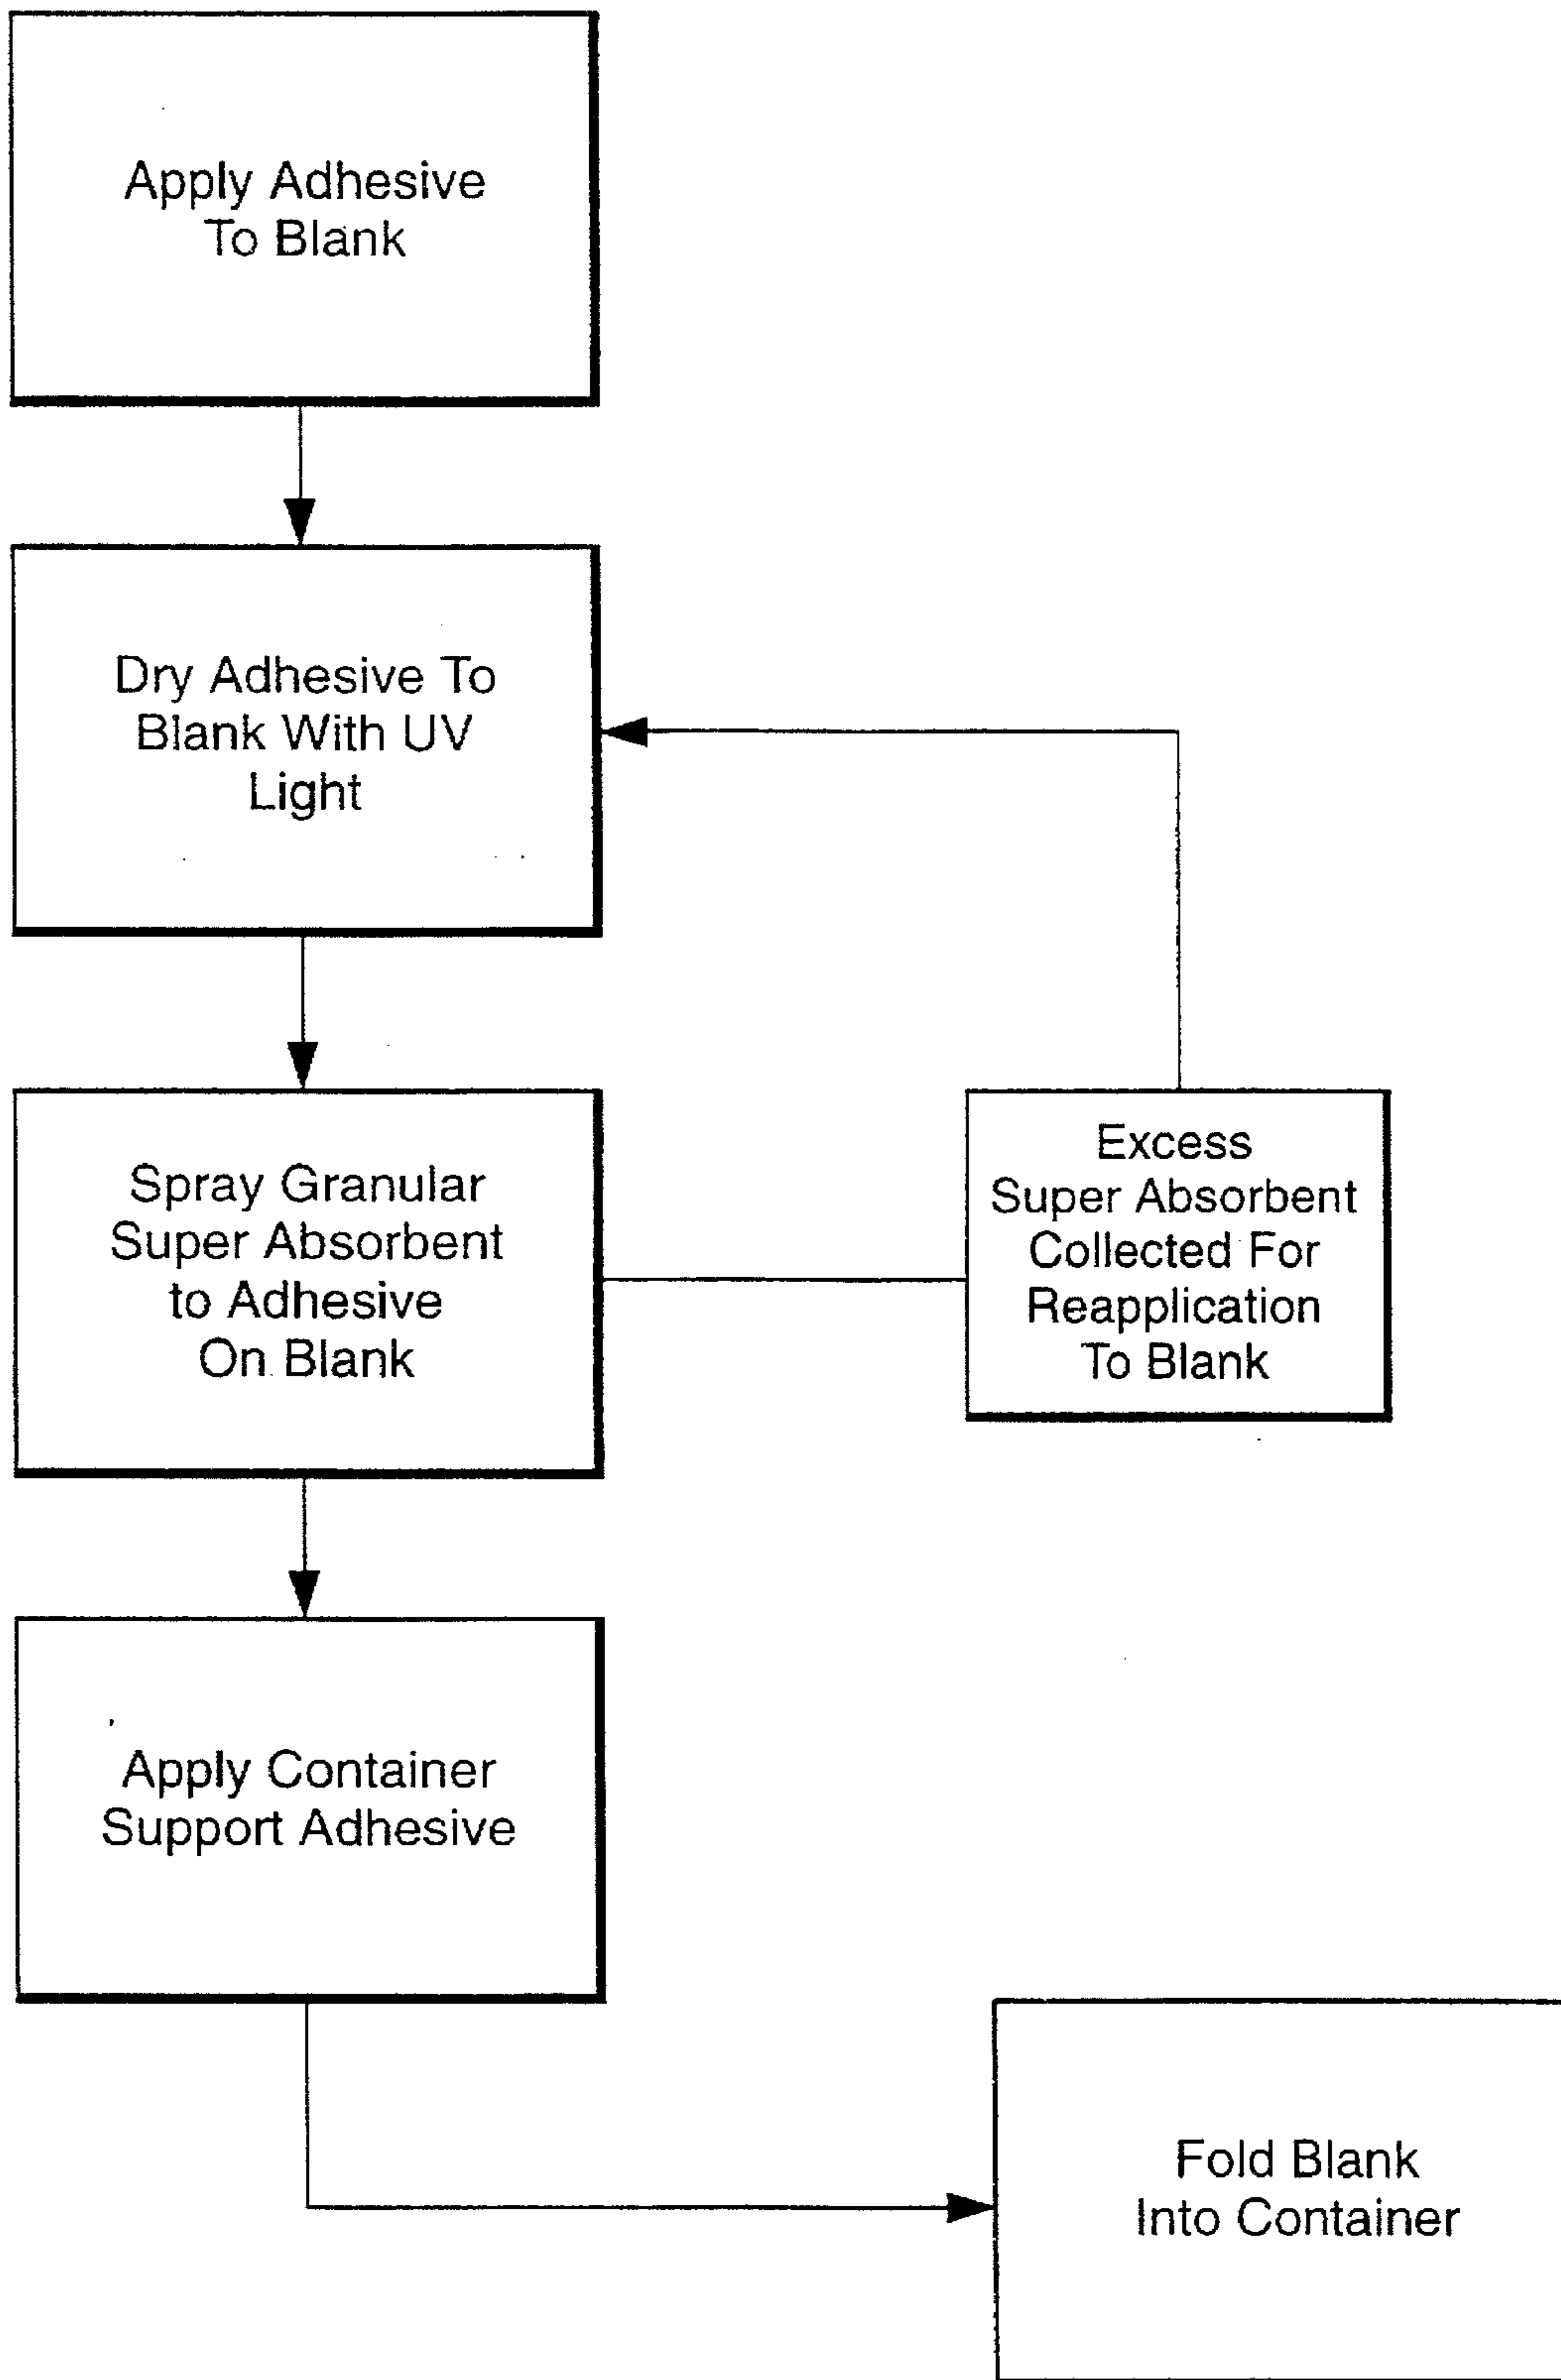 Apply Adhesive
To Blank
Dry Adhesive To
Blank With UV
Light
Spray Granular
Super Absorbent
to Adhesive
On Blank
Excess
Super Absorbent
Collected For
Reapplication
To Blank
Apply Container
Support Adhesive
Fold Blank
Into Container